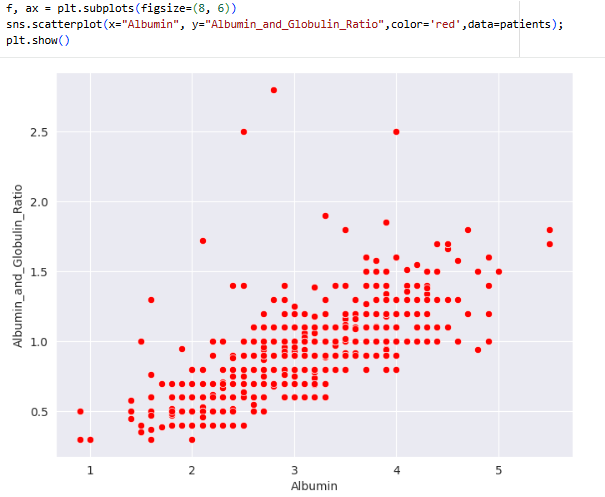 f, ax = plt.subplots(figsize=(8, 6))
sns.scatterplot(x="Albumin", y="Albumin_and_Globulin_Ratio",color='red',data=patients);
plt.show()
2.5
2.0
1.5
1.0
0.5
Albumin_and_Globulin_Ratio
1 2 3 4 5
Albumin